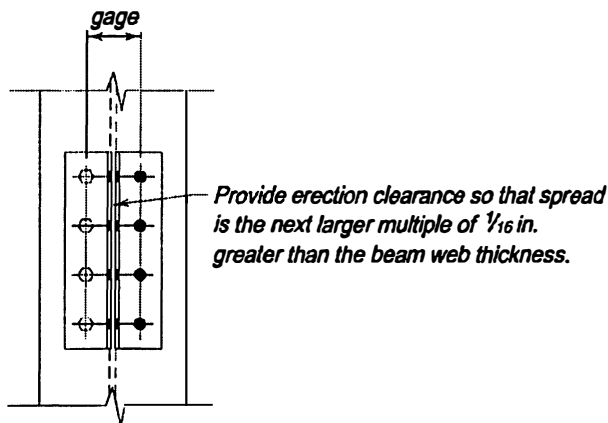 gage
Provide erection clearance so that spread
is the next larger multiple of 1/16 in.
greater than the beam web thickness.